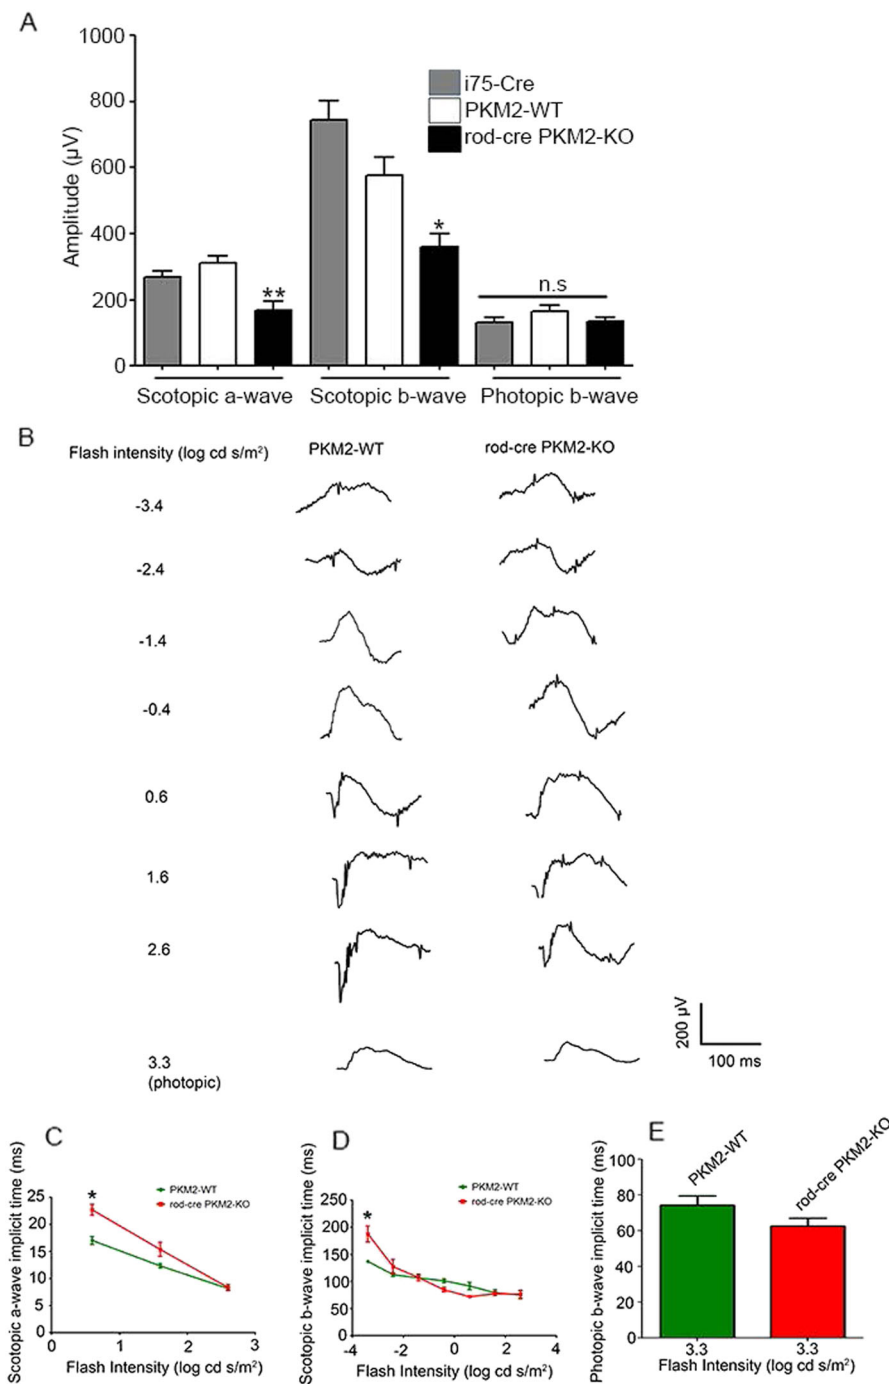 A
1000
800
600
400
200
0
Amplitude (µV)
i75-Cre
PKM2-WT
rod-cre PKM2-KO
**
*
n.s
Scotopic a-wave
Scotopic b-wave
Photopic b-wave
B
Flash intensity (log cd s/m²)
PKM2-WT
rod-cre PKM2-KO
-3.4
-2.4
-1.4
-0.4
0.6
1.6
2.6
3.3
(photopic)
200 µV
100 ms
C
Scotopic a-wave implicit time (ms)
25
20
15
10
5
0
*
PKM2-WT
rod-cre PKM2-KO
0
1
2
3
Flash Intensity (log cd s/m²)
D
Scotopic b-wave implicit time (ms)
250
200
150
100
50
0
*
PKM2-WT
rod-cre PKM2-KO
-4
-2
0
2
4
Flash Intensity (log cd s/m²)
E
Photopic b-wave implicit time (ms)
100
80
60
40
20
0
PKM2-WT
rod-cre PKM2-KO
3.3
3.3
Flash Intensity (log cd s/m²)